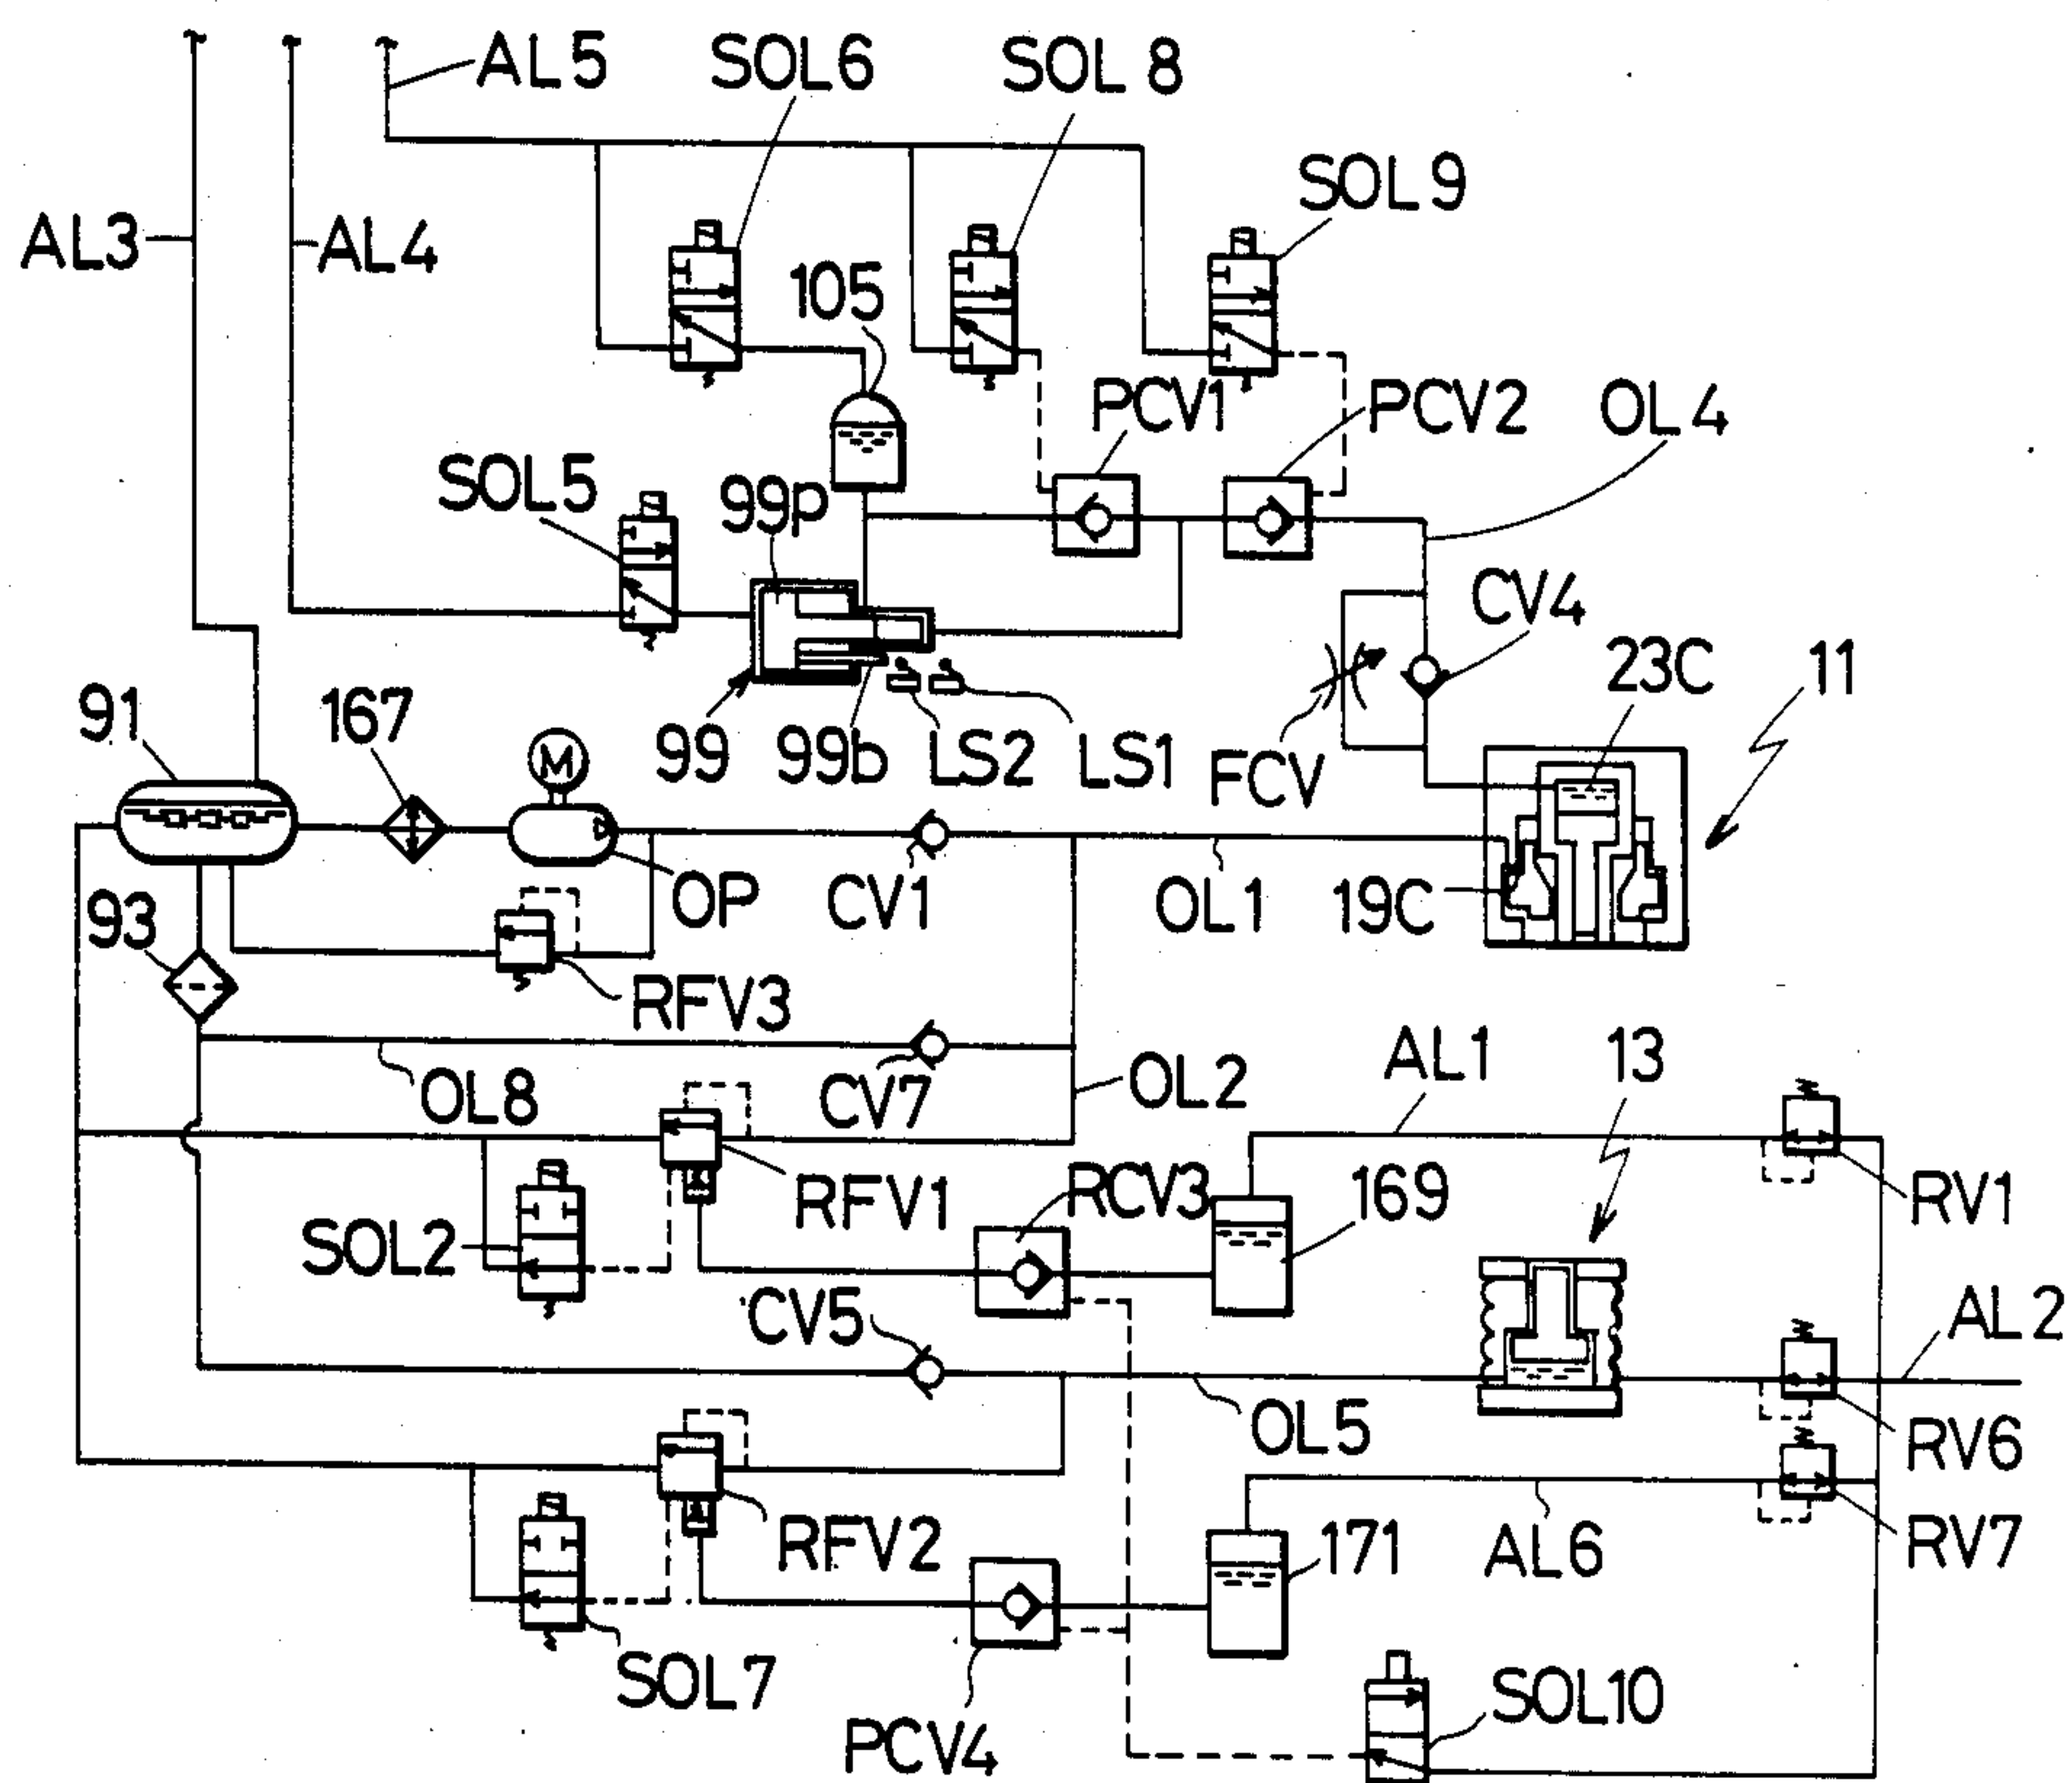 AL5
SOL6
SOL8
SOL9
AL3
AL4
105
PCV1
PCV2
OL4
SOL5
99P
CV4
23C
11
91
167
M
99
99b
LS2
LS1
FCV
OP
CV1
OL1
19C
93
RFV3
OL8
CV7
OL2
AL1
13
RFV1
RCV3
169
RV1
SOL2
CV5
AL2
OL5
RV6
RFV2
171
AL6
RV7
SOL7
PCV4
SOL10